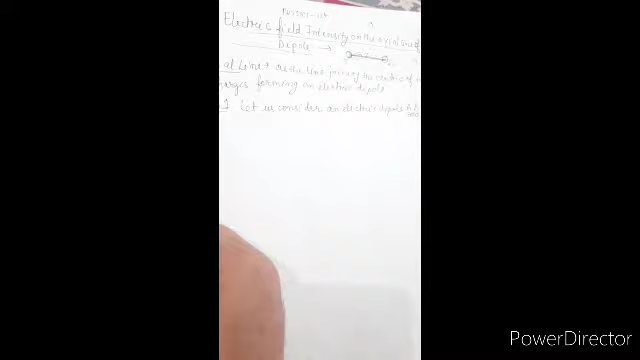 Electric field Intensity on the axial line of
Dipole →
al Line → as the line joining the centre of
charges forming an electric dipole
Let us consider an electric dipole
PowerDirector